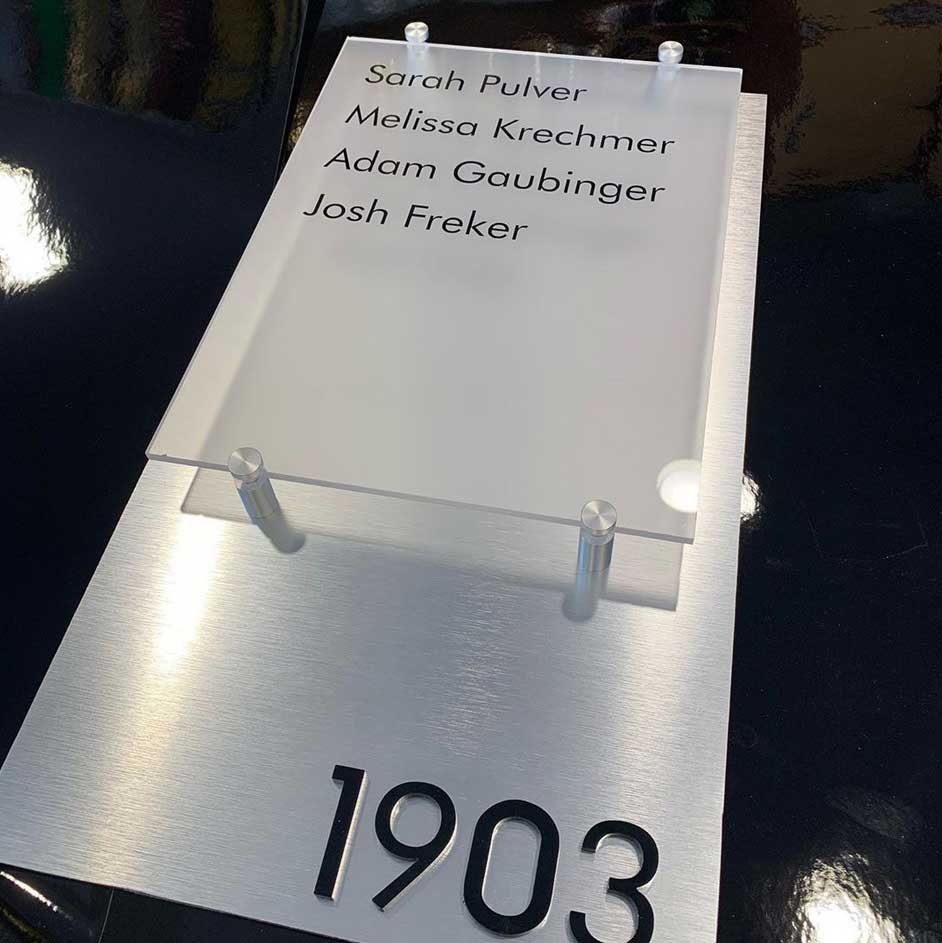 Sarah Pulver
Melissa Krechmer
Adam Gaubinger
Josh Freker
1903